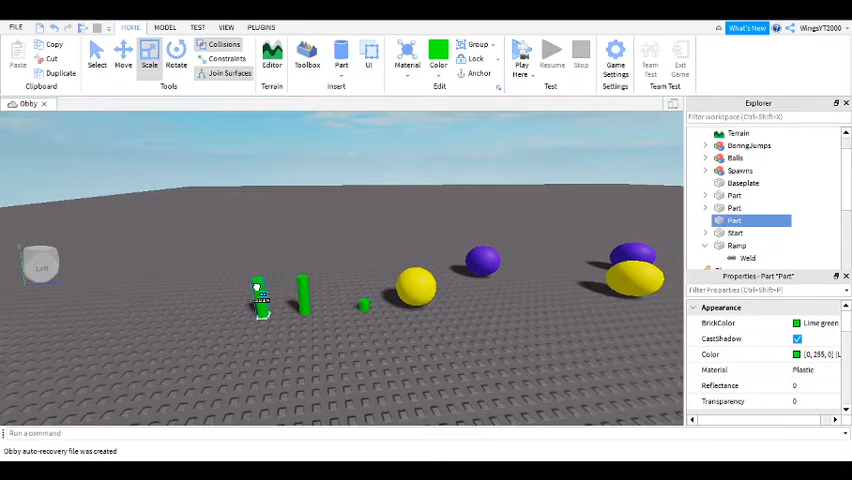 FILE HOME MODEL TEST VIEW PLUGINS What's New WingsYT2000
Copy Collisions Group
Cut Constraints Lock
Paste Duplicate Select Move Scale Rotate Join Surfaces Editor Toolbox Part UI Material Color Anchor Play Here Resume Stop Game Settings Team Test Exit Game
Clipboard Tools Terrain Insert Edit Test Settings Team Test
Obby
Explorer
Filter workspace (Ctrl+Shift+X)
Terrain
BoringJumps
Balls
Spawns
Baseplate
Part
Part
Part
Start
Ramp
Weld
Left
Properties - Part "Part"
Filter Properties (Ctrl+Shift+P)
Appearance
BrickColor Lime green
CastShadow
Color [0, 255, 0] (L
Material Plastic
Reflectance 0
Transparency 0
Run a command
Obby auto-recovery file was created